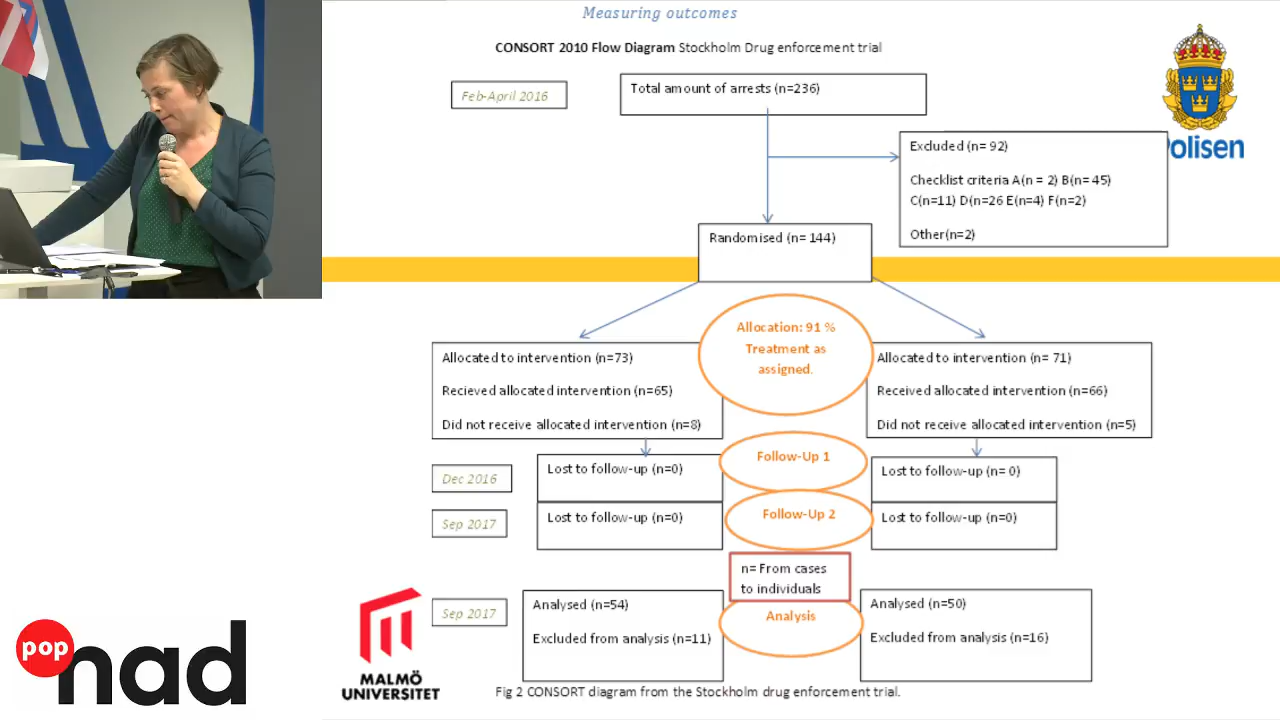 Measuring outcomes
CONSORT 2010 Flow Diagram Stockholm Drug enforcement trial
Feb-April 2016
Total amount of arrests (n=236)
Polisen
Excluded (n= 92)
Checklist criteria A(n = 2) B(n= 45)
C(n=11) D(n=26 E(n=4) F(n=2)
Other(n=2)
Randomised (n= 144)
Allocation: 91 %
Treatment as
assigned.
Allocated to intervention (n=73)
Recieved allocated intervention (n=65)
Did not receive allocated intervention (n=8)
Allocated to intervention (n= 71)
Received allocated intervention (n=66)
Did not receive allocated intervention (n=5)
Dec 2016
Lost to follow-up (n=0)
Follow-Up 1
Lost to follow-up (n= 0)
Sep 2017
Lost to follow-up (n=0)
Follow-Up 2
Lost to follow-up (n=0)
n= From cases
to individuals
Sep 2017
Analysed (n=54)
Excluded from analysis (n=11)
Analysis
Analysed (n=50)
Excluded from analysis (n=16)
pop
nad
MALMÖ
UNIVERSITET
Fig 2 CONSORT diagram from the Stockholm drug enforcement trial.